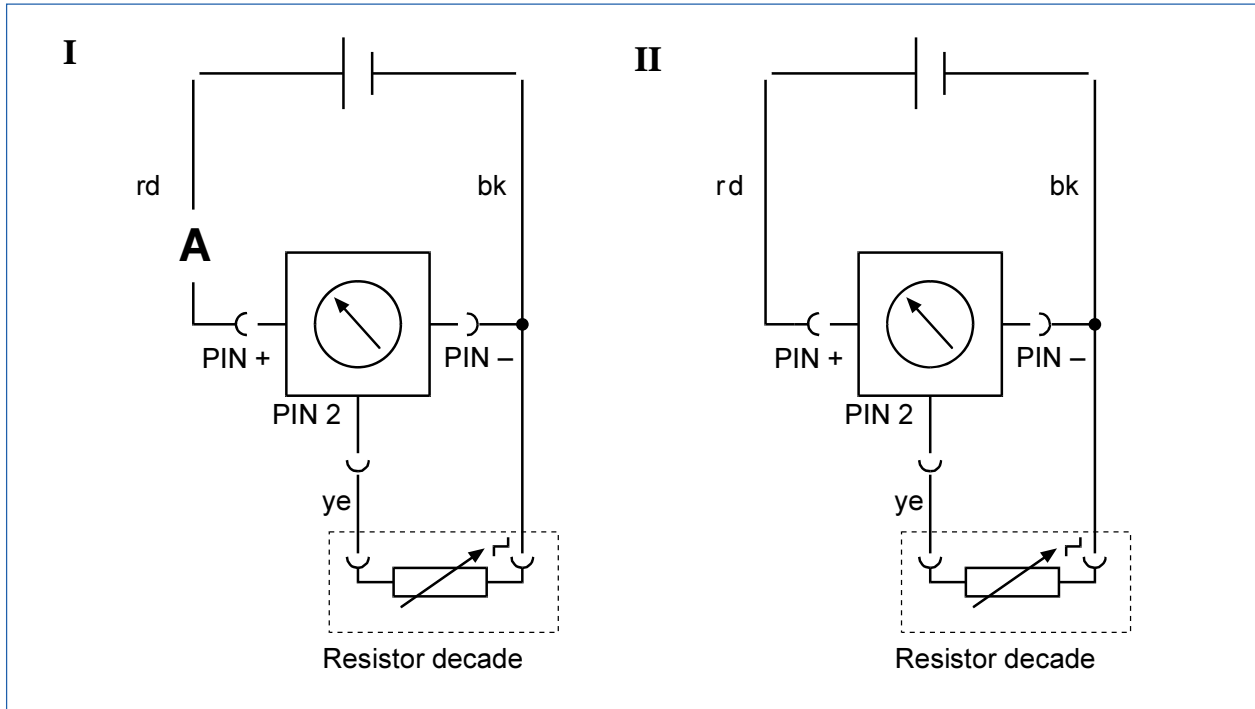 I
rd
bk
A
PIN +
PIN –
PIN 2
ye
Resistor decade
II
rd
bk
PIN +
PIN –
PIN 2
ye
Resistor decade